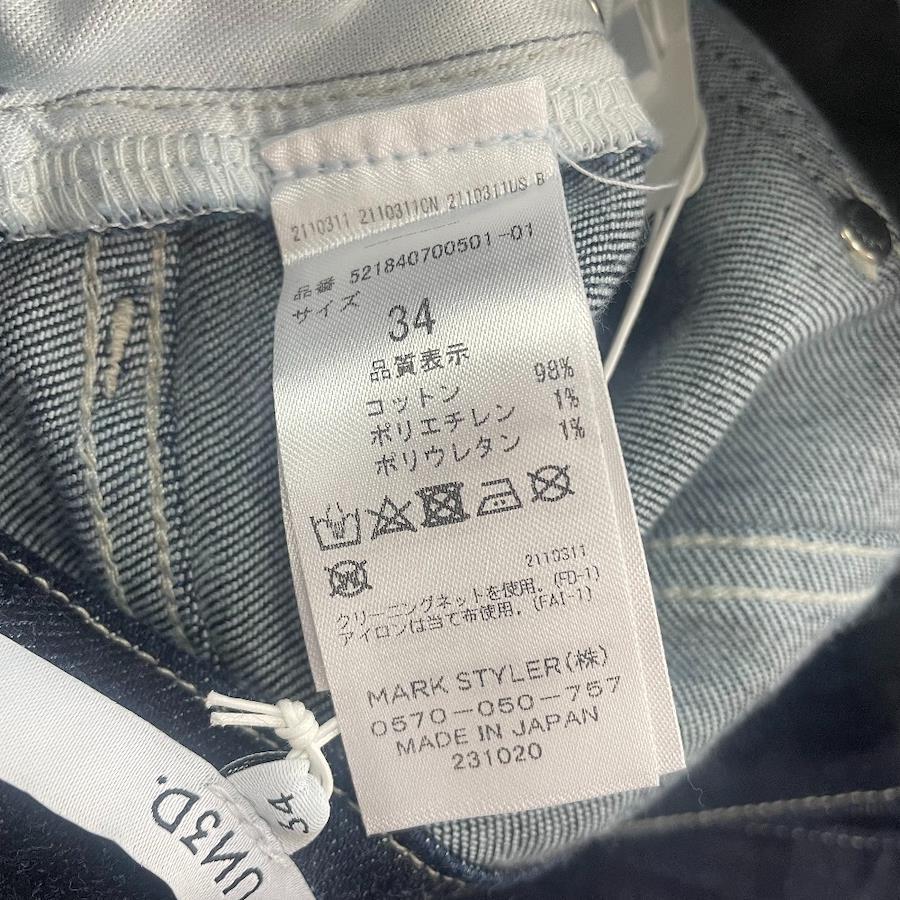 2110311 2110311CN 2110311US B
品番 521840700501-01
サイズ
34
品質表示
コットン 98%
ポリエチレン 1%
ポリウレタン 1%
W
2110311
クリーニングネットを使用。(FD-1)
アイロンは当て布使用。(FAI-1)
MARK STYLER(株)
0570-050-757
MADE IN JAPAN
231020
34
UN3D.